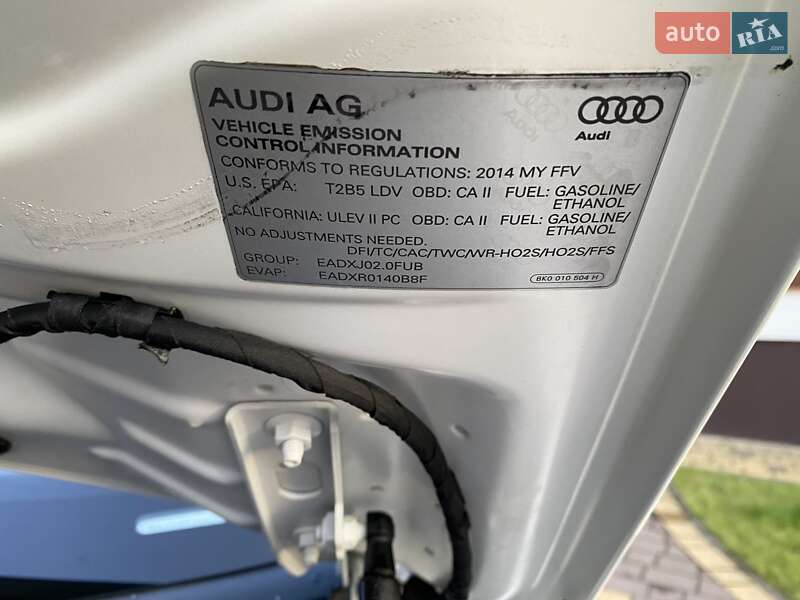 auto RIA.com
AUDI AG
Audi
Audi
VEHICLE EMISSION
CONTROL INFORMATION
CONFORMS TO REGULATIONS: 2014 MY FFV
U.S. EPA: T2B5 LDV OBD: CA II FUEL: GASOLINE/
ETHANOL
CALIFORNIA: ULEV II PC OBD: CA II FUEL: GASOLINE/
ETHANOL
NO ADJUSTMENTS NEEDED.
DFI/TC/CAC/TWC/WR-HO2S/HO2S/FFS
GROUP: EADXJ02.0FUB
EVAP: EADXR0140B8F
8K0 010 504 H